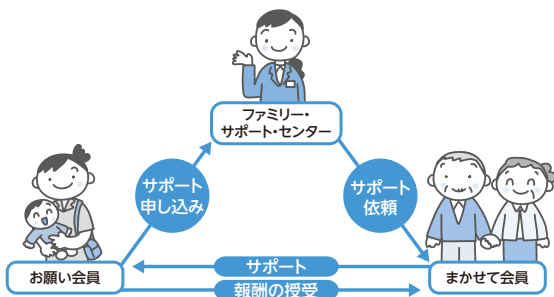 ファミリー・
サポート・センター
サポート
申し込み
サポート
依頼
お願い会員
サポート
報酬の授受
まかせて会員